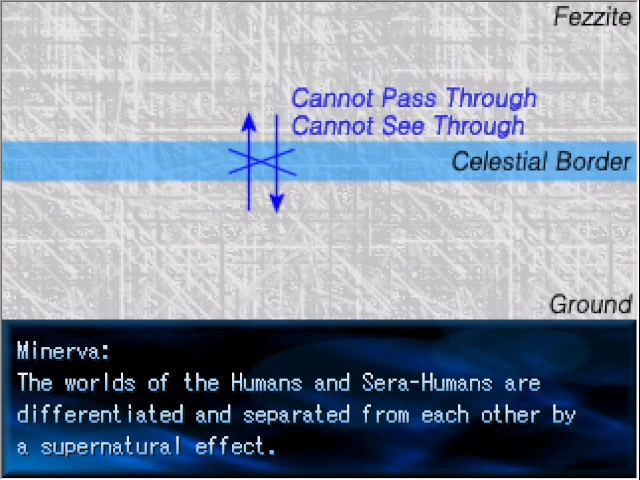 Fezzite
Cannot Pass Through
Cannot See Through
Celestial Border
Ground
Minerva:
The worlds of the Humans and Sera-Humans are
differentiated and separated from each other by
a supernatural effect.